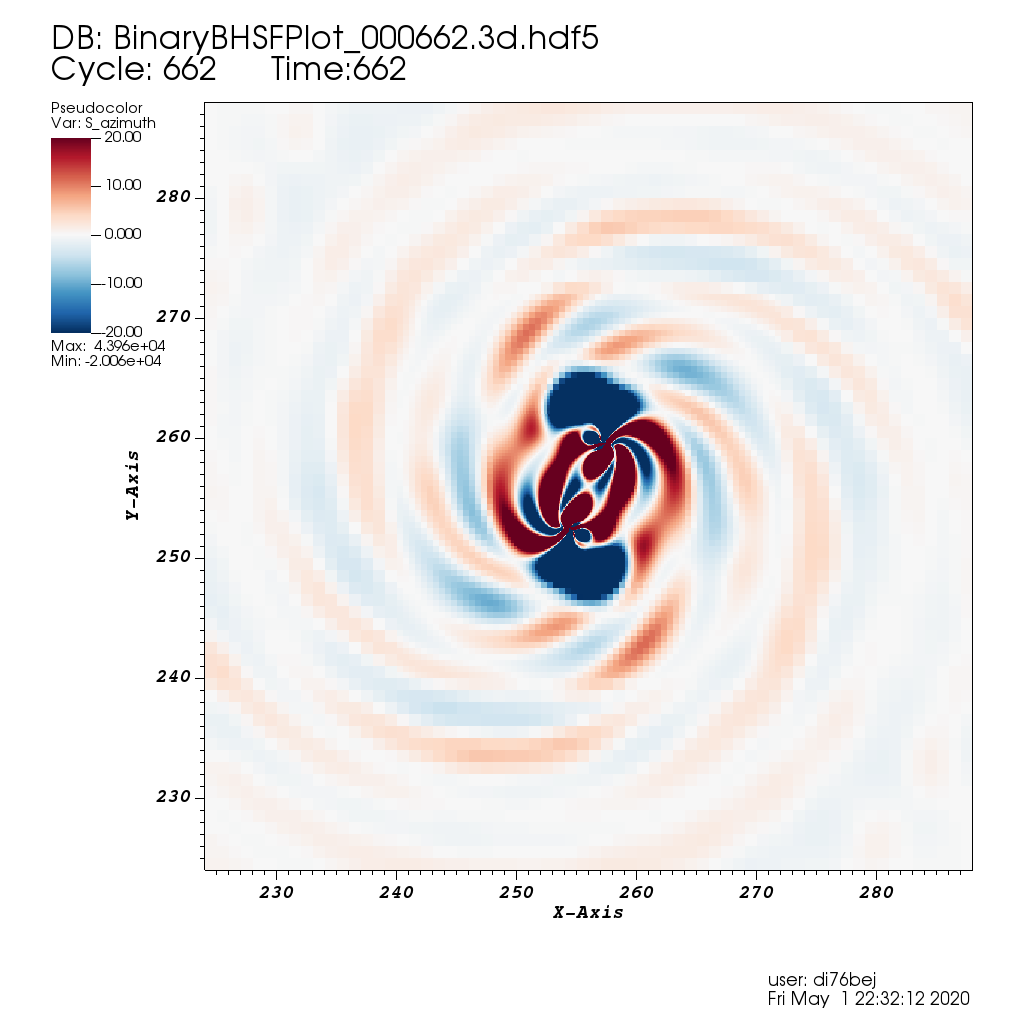 DB: BinaryBHSFPlot_000662.3d.hdf5
Cycle: 662 Time:662
Pseudocolor
Var: S_azimuth
20.00
10.00
0.000
-10.00
-20.00
Max: 4.396e+04
Min: -2.006e+04
280
270
260
250
240
230
Y-Axis
230 240 250 260 270 280
X-Axis
user: di76bej
Fri May 1 22:32:12 2020